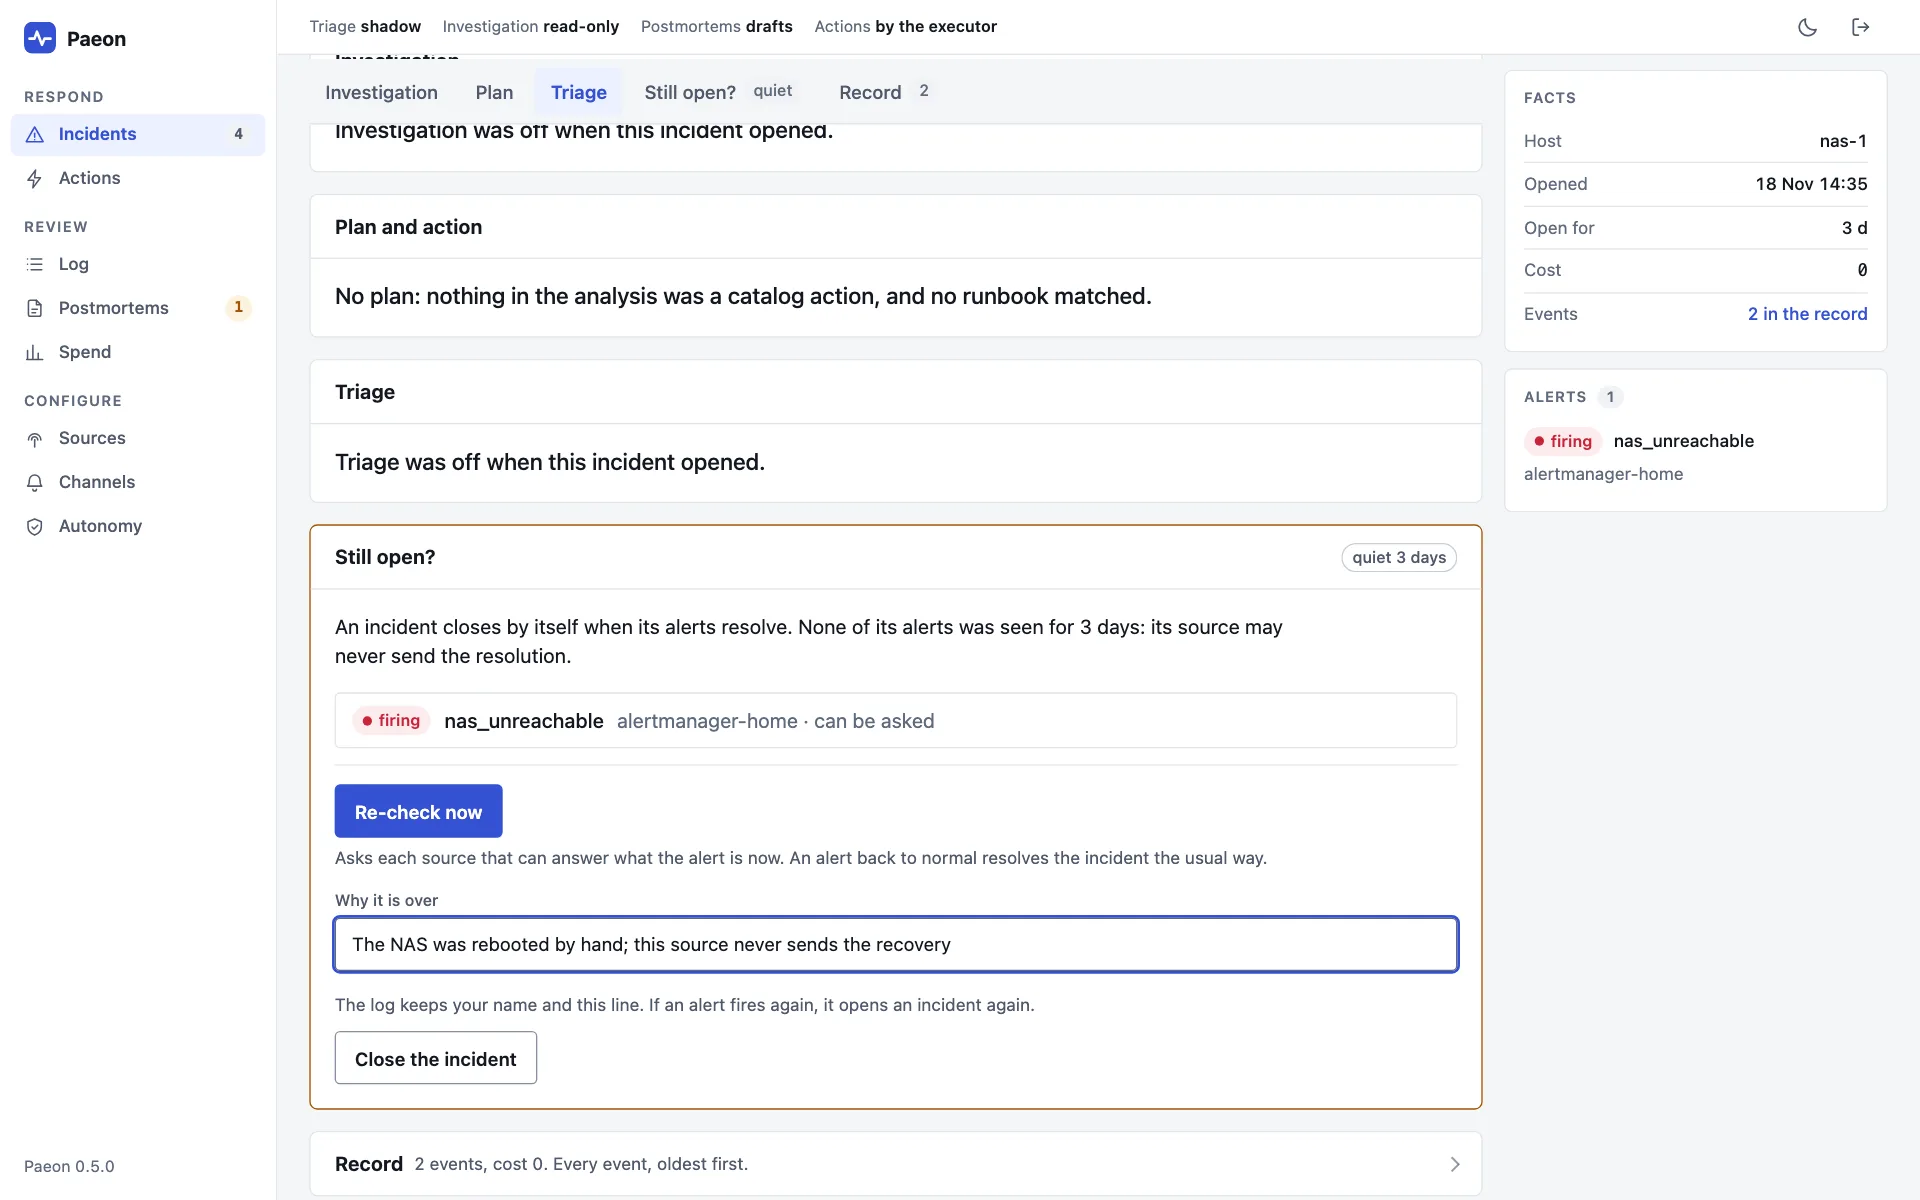 Paeon
RESPOND
Incidents 4
Actions
REVIEW
Log
Postmortems 1
Spend
CONFIGURE
Sources
Channels
Autonomy
Paeon 0.5.0
Triage shadow Investigation read-only Postmortems drafts Actions by the executor
Investigation
Investigation Plan Triage Still open? quiet Record 2
Investigation was off when this incident opened.
Plan and action
No plan: nothing in the analysis was a catalog action, and no runbook matched.
Triage
Triage was off when this incident opened.
Still open? quiet 3 days
An incident closes by itself when its alerts resolve. None of its alerts was seen for 3 days: its source may
never send the resolution.
firing nas_unreachable alertmanager-home · can be asked
Re-check now
Asks each source that can answer what the alert is now. An alert back to normal resolves the incident the usual way.
Why it is over
The NAS was rebooted by hand; this source never sends the recovery
The log keeps your name and this line. If an alert fires again, it opens an incident again.
Close the incident
Record 2 events, cost 0. Every event, oldest first.
FACTS
Host nas-1
Opened 18 Nov 14:35
Open for 3 d
Cost 0
Events 2 in the record
ALERTS 1
firing nas_unreachable
alertmanager-home